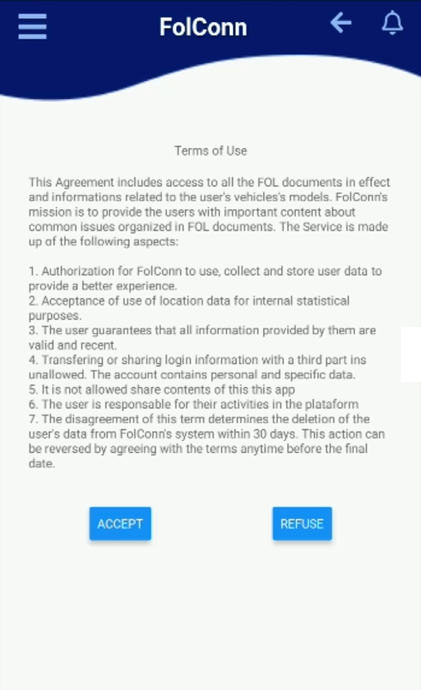 FolConn
Terms of Use
This Agreement includes access to all the FOL documents in effect
and informations related to the user's vehicles's models. FolConn's
mission is to provide the users with important content about
common issues organized in FOL documents. The Service is made
up of the following aspects:
1. Authorization for FolConn to use, collect and store user data to
provide a better experience.
2. Acceptance of use of location data for internal statistical
purposes.
3. The user guarantees that all information provided by them are
valid and recent.
4. Transfering or sharing login information with a third part ins
unallowed. The account contains personal and specific data.
5. It is not allowed share contents of this this app
6. The user is responsable for their activities in the plataform
7. The disagreement of this term determines the deletion of the
user's data from FolConn's system within 30 days. This action can
be reversed by agreeing with the terms anytime before the final
date.
ACCEPT
REFUSE